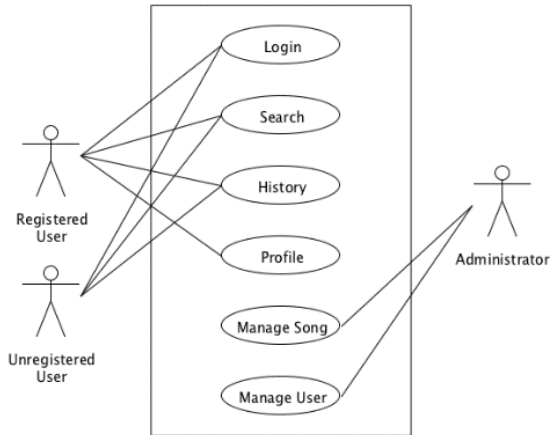 Login
Search
History
Profile
Manage Song
Manage User
Registered
User
Unregistered
User
Administrator